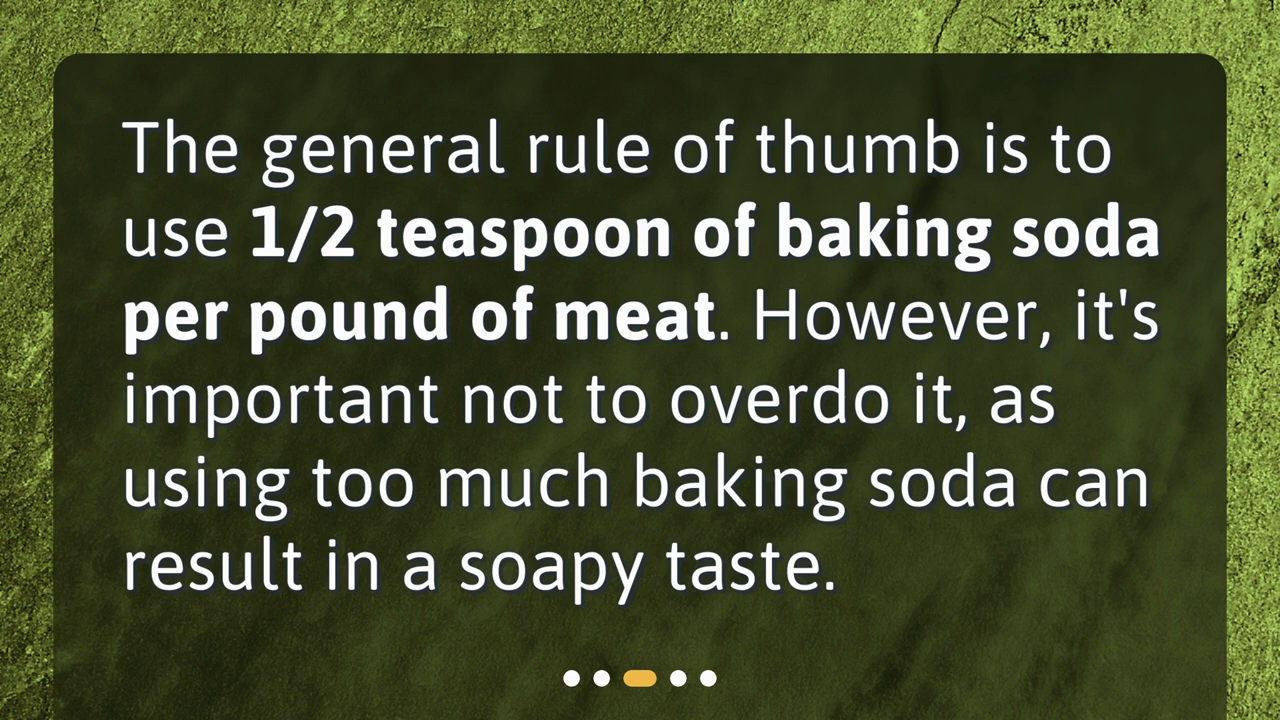 The general rule of thumb is to
use 1/2 teaspoon of baking soda
per pound of meat. However, it's
important not to overdo it, as
using too much baking soda can
result in a soapy taste.